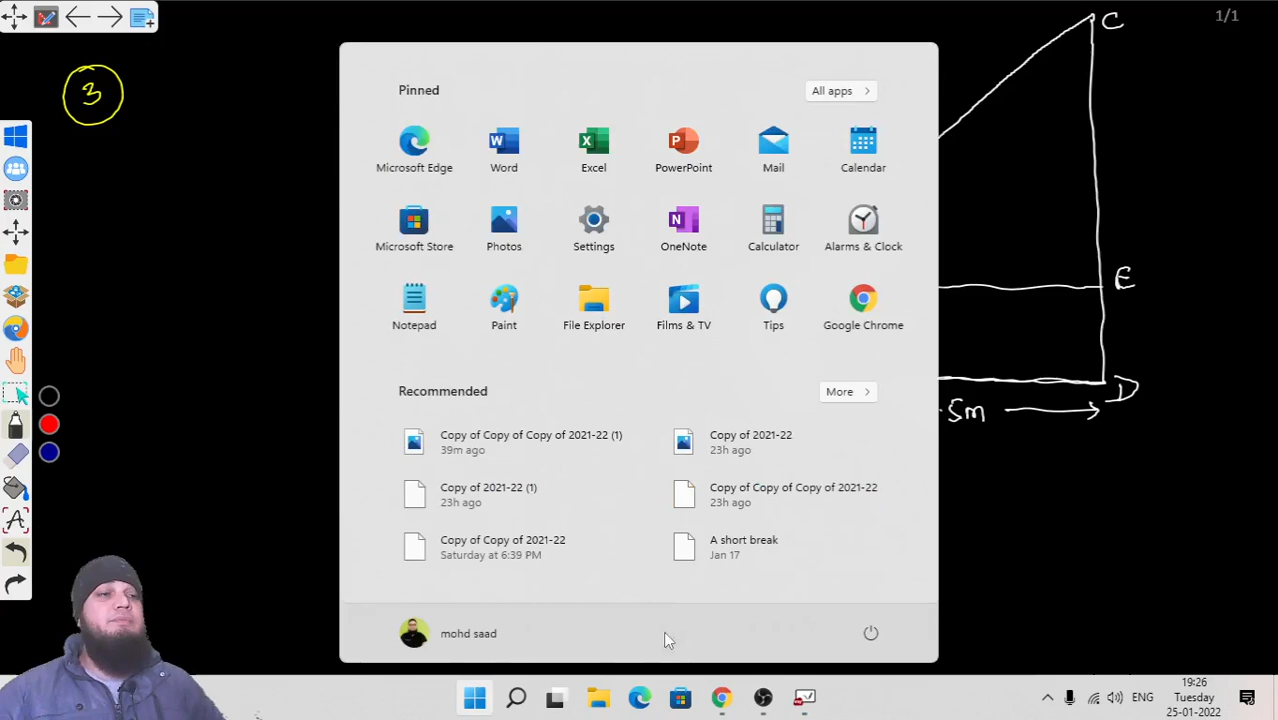 1/1
C
3
Pinned
All apps
Microsoft Edge
Word
Excel
PowerPoint
Mail
Calendar
Microsoft Store
Photos
Settings
OneNote
Calculator
Alarms & Clock
Notepad
Paint
File Explorer
Films & TV
Tips
Google Chrome
E
D
5m
Recommended
More
Copy of Copy of Copy of 2021-22 (1)
39m ago
Copy of 2021-22
23h ago
Copy of 2021-22 (1)
23h ago
Copy of Copy of Copy of 2021-22
23h ago
Copy of Copy of 2021-22
Saturday at 6:39 PM
A short break
Jan 17
mohd saad
ENG
19:26
Tuesday
25-01-2022